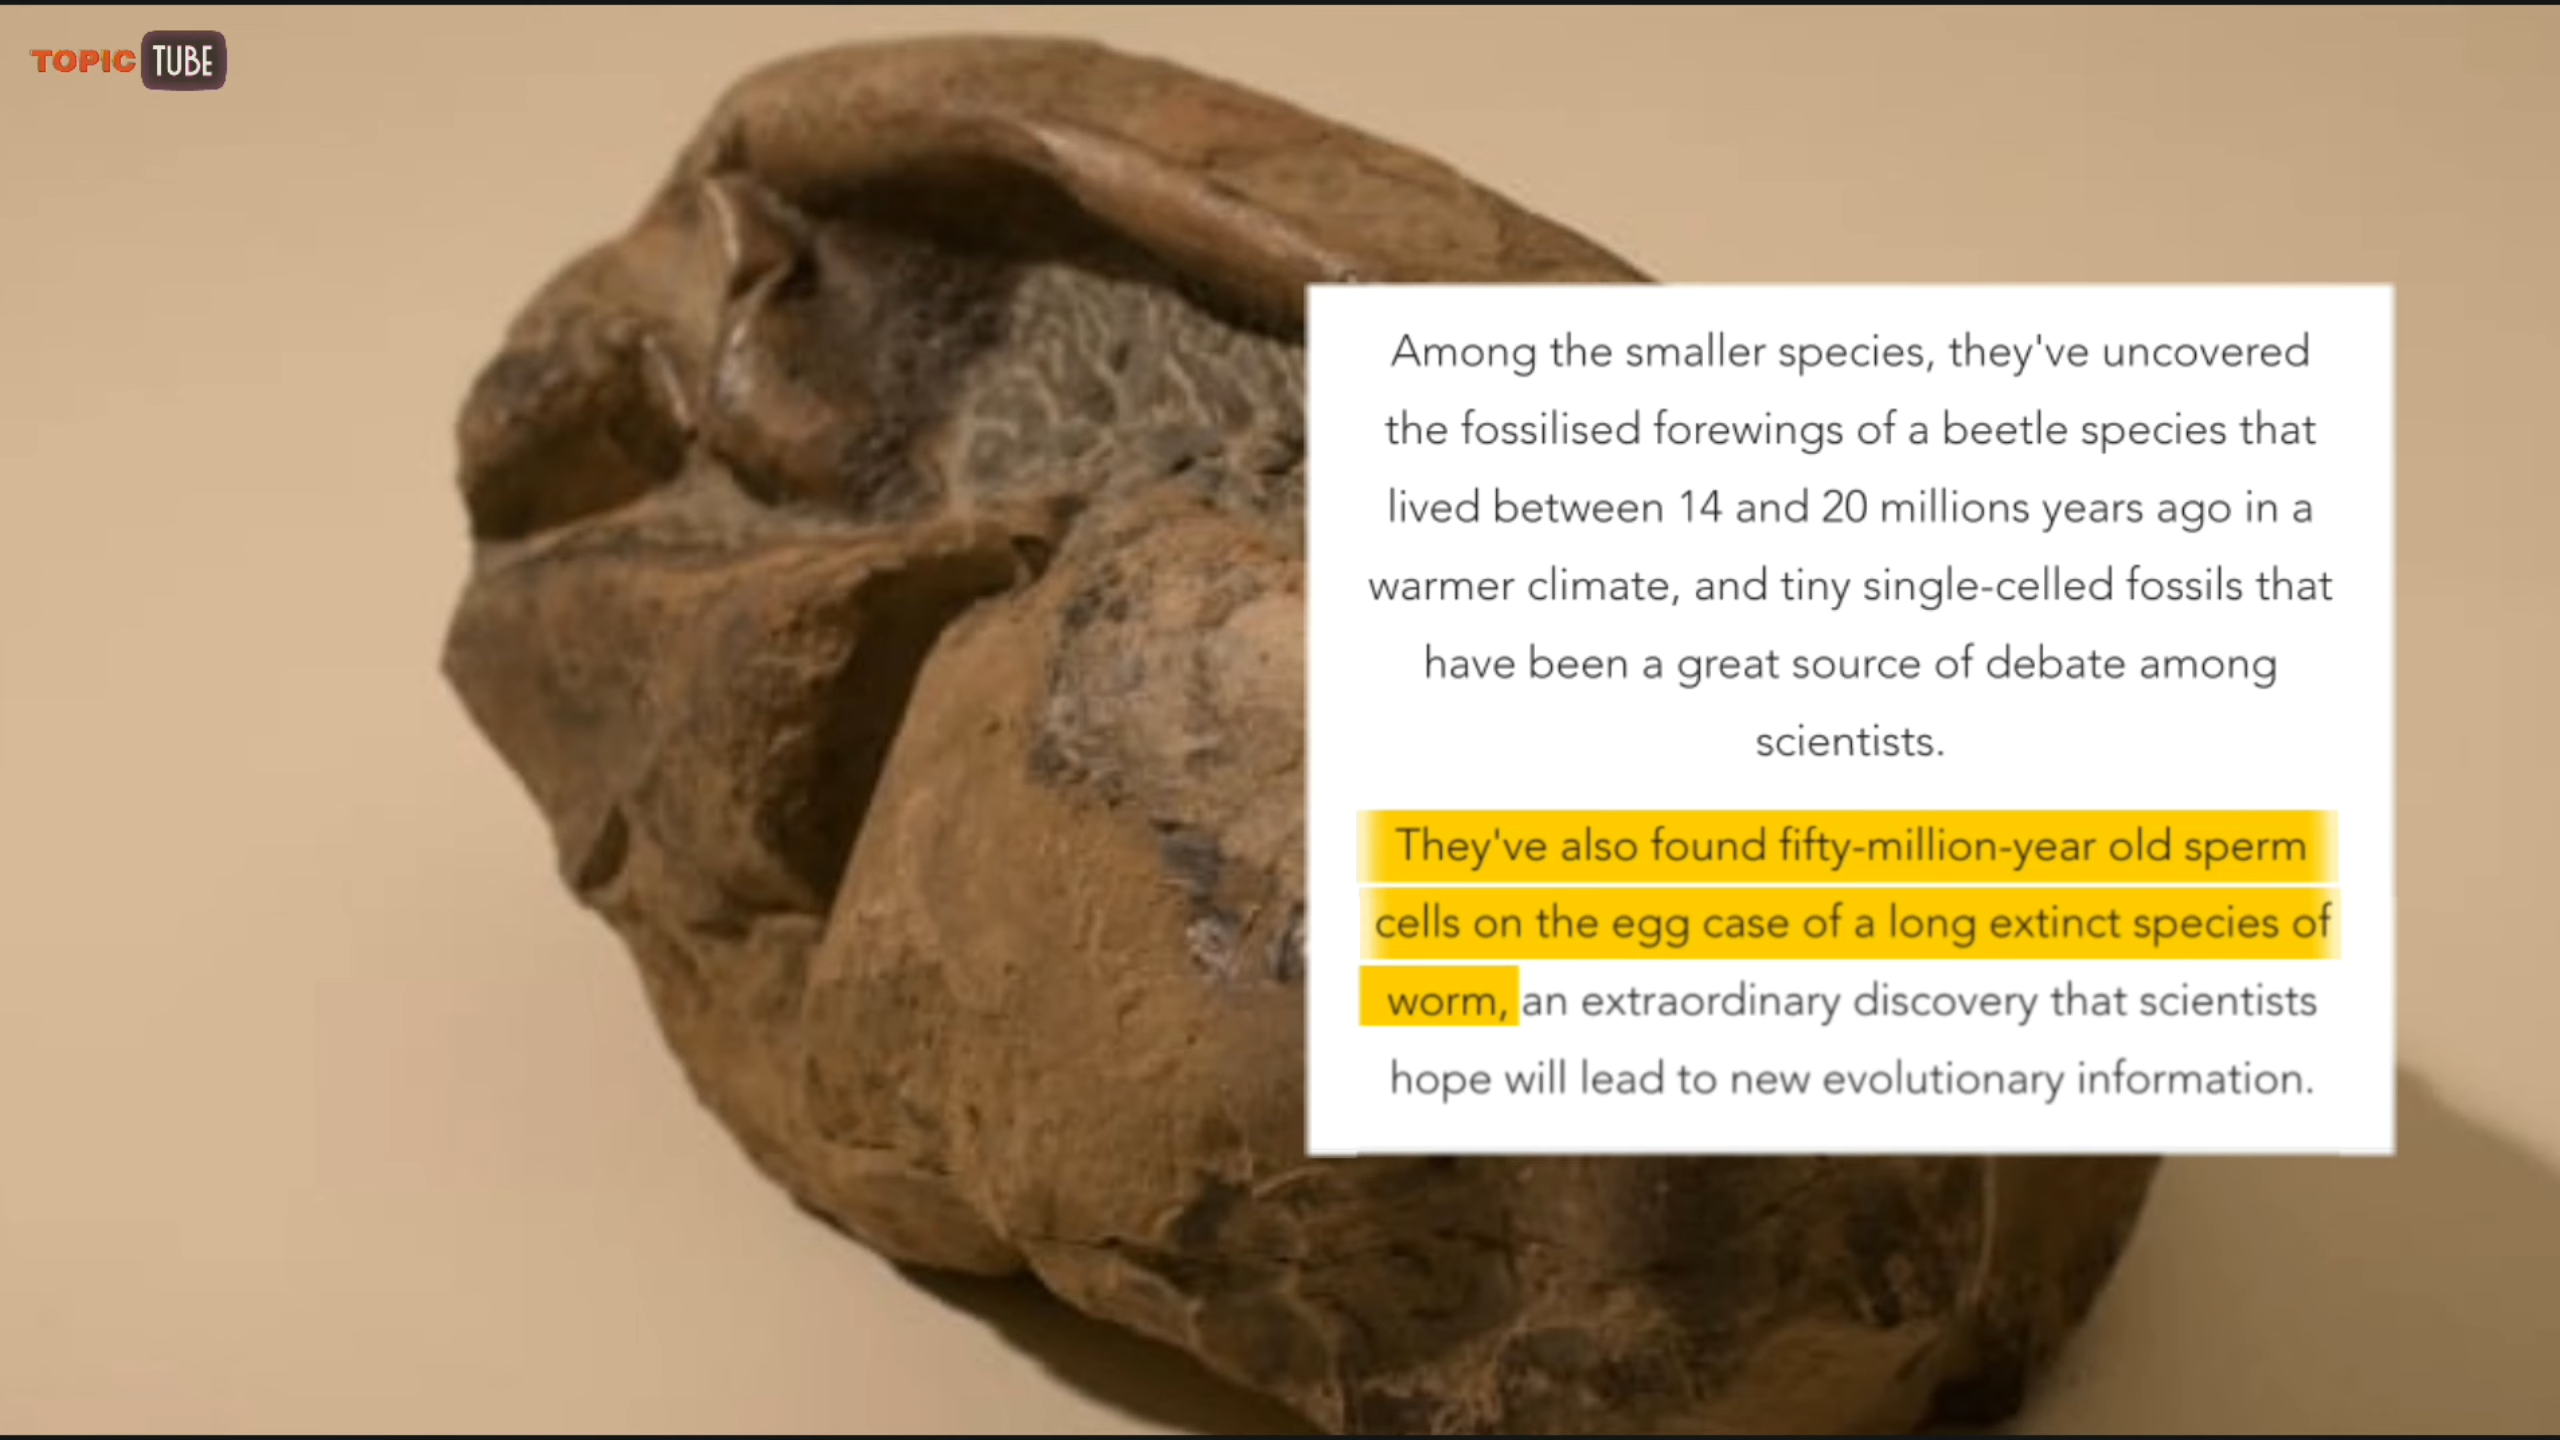 TOPIC TUBE
Among the smaller species, they've uncovered
the fossilised forewings of a beetle species that
lived between 14 and 20 millions years ago in a
warmer climate, and tiny single-celled fossils that
have been a great source of debate among
scientists.
They've also found fifty-million-year old sperm
cells on the egg case of a long extinct species of
worm, an extraordinary discovery that scientists
hope will lead to new evolutionary information.